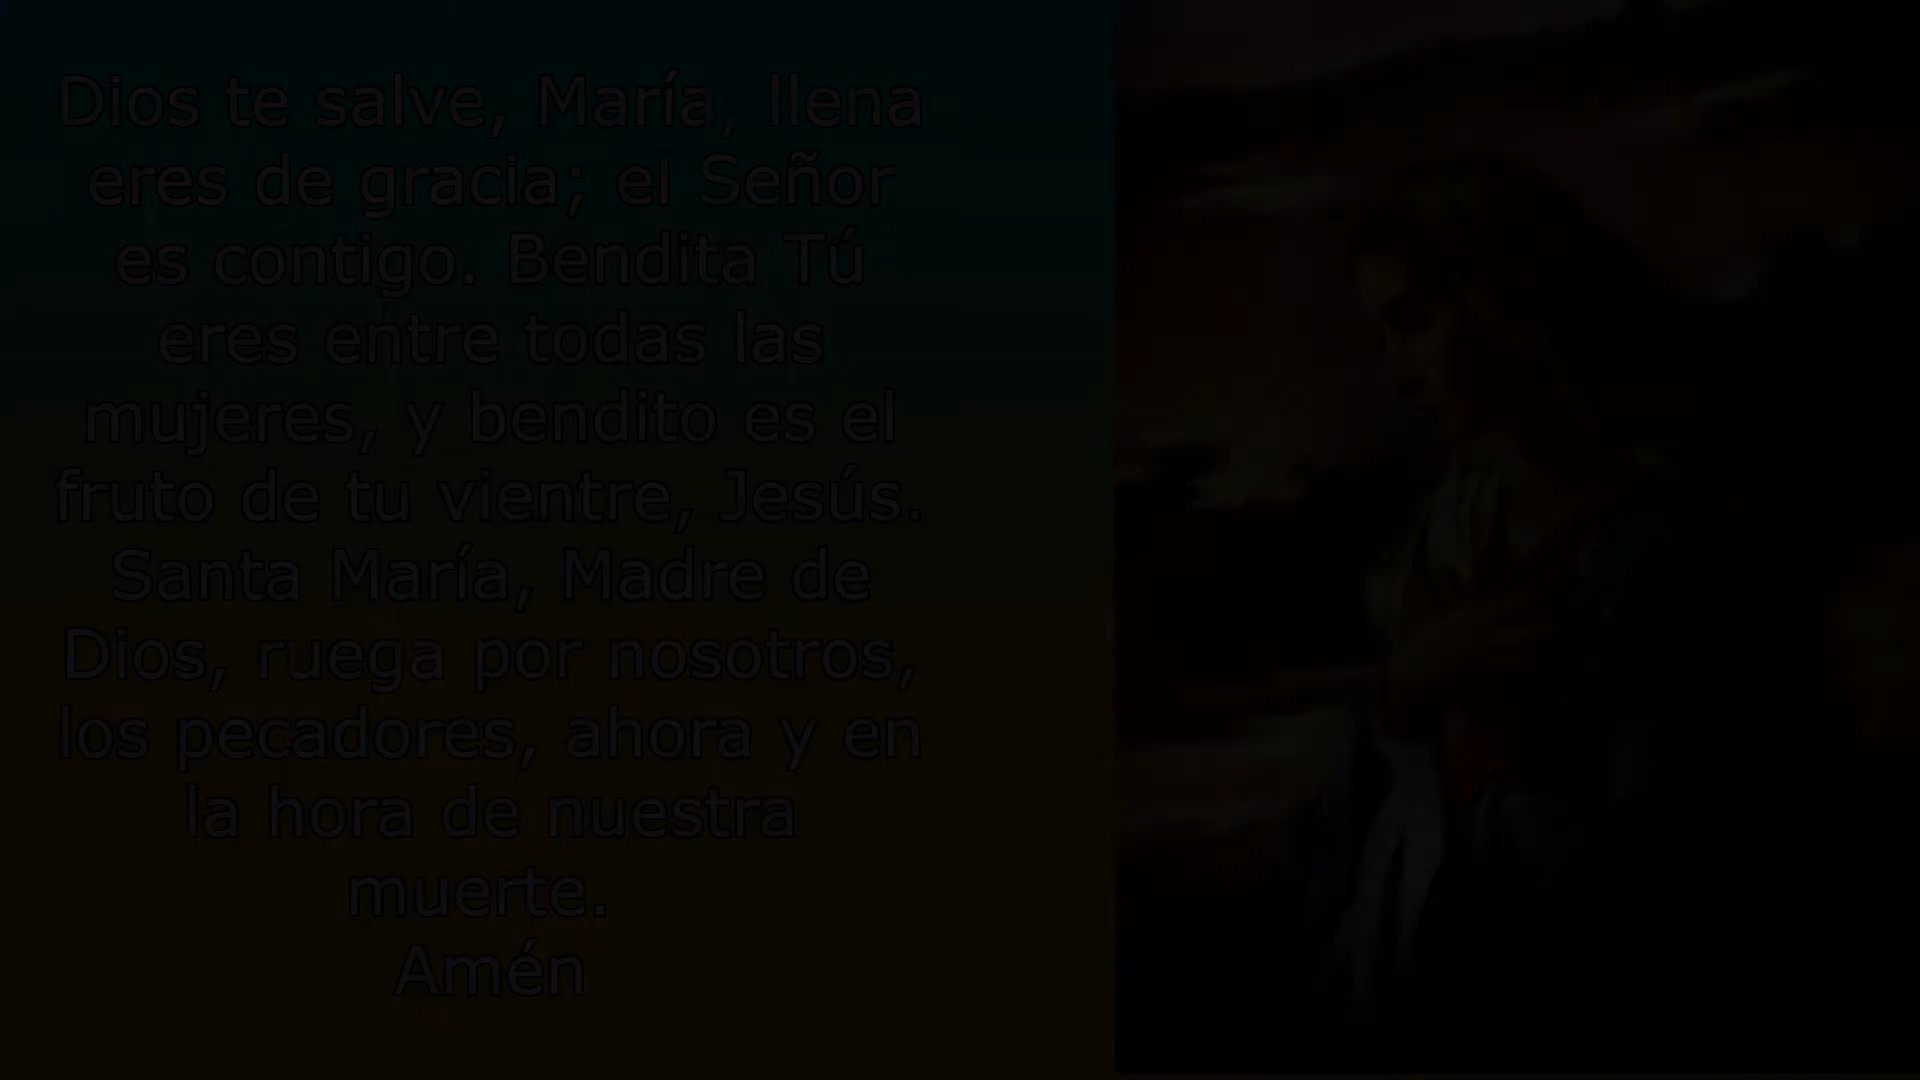 Dios te salve, María, llena
eres de gracia; el Señor
es contigo. Bendita Tú
eres entre todas las
mujeres, y bendito es el
fruto de tu vientre, Jesús.
Santa María, Madre de
Dios, ruega por nosotros,
los pecadores, ahora y en
la hora de nuestra
muerte.
Amén